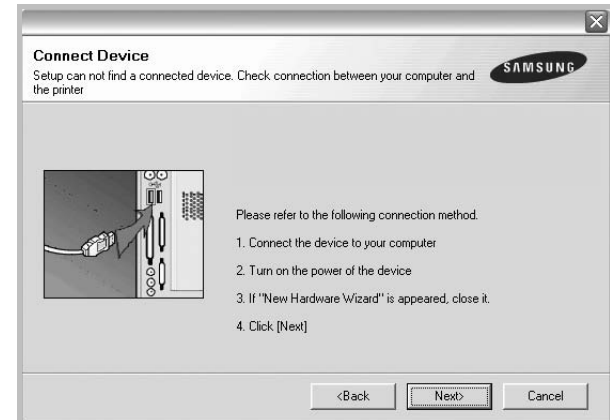 Connect Device
Setup can not find a connected device. Check connection between your computer and
the printer
SAMSUNG
Please refer to the following connection method.
1. Connect the device to your computer
2. Turn on the power of the device
3. If "New Hardware Wizard" is appeared, close it.
4. Click [Next]
<Back
Next>
Cancel